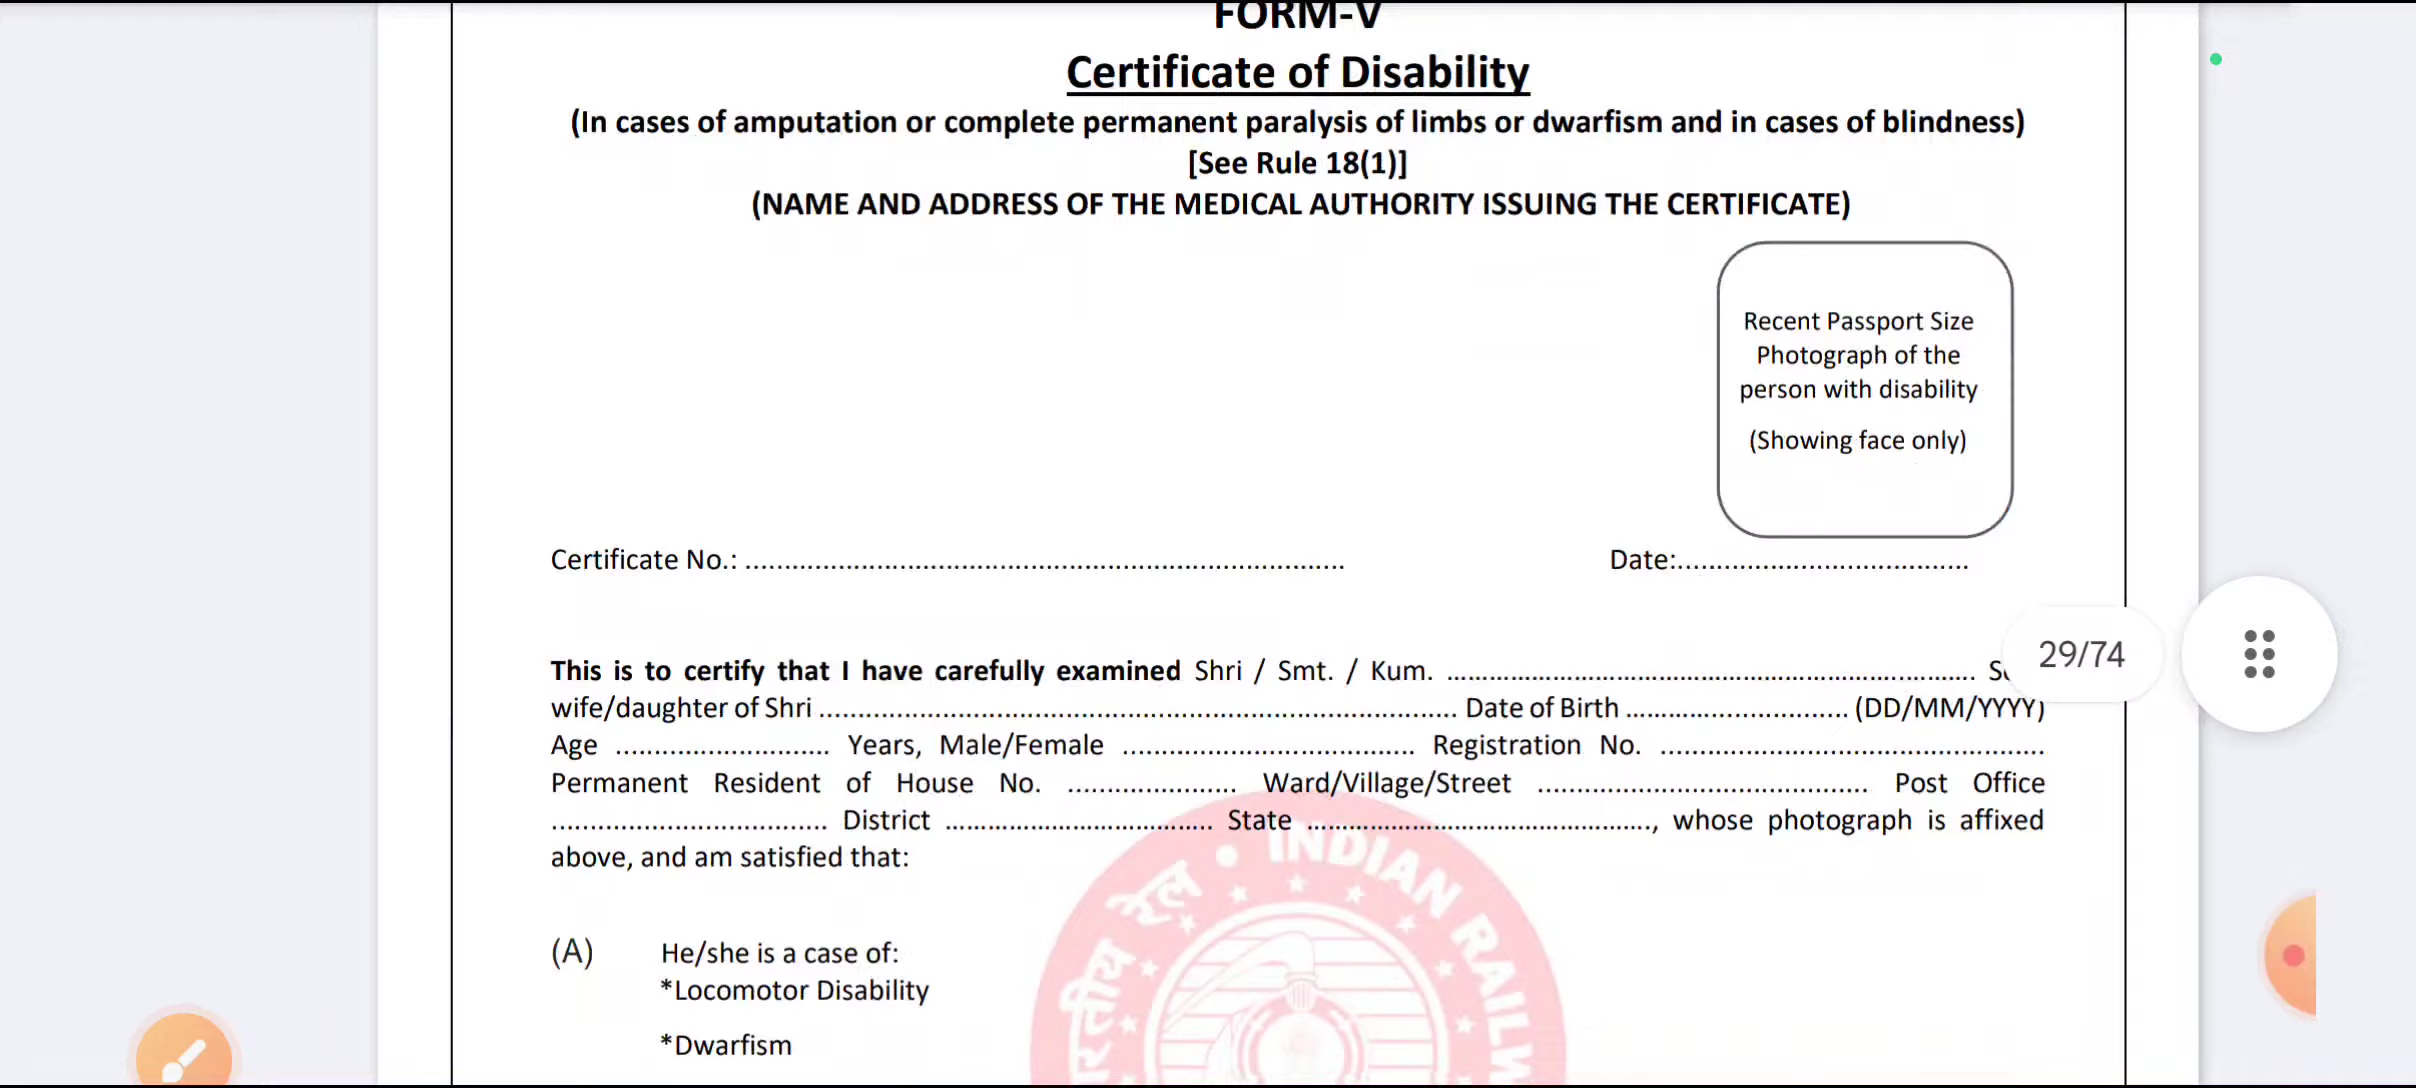 FORM-V
Certificate of Disability
(In cases of amputation or complete permanent paralysis of limbs or dwarfism and in cases of blindness)
[See Rule 18(1)]
(NAME AND ADDRESS OF THE MEDICAL AUTHORITY ISSUING THE CERTIFICATE)
Recent Passport Size
Photograph of the
person with disability
(Showing face only)
Certificate No.: ............................................................................. Date:......................................
29/74
This is to certify that I have carefully examined Shri / Smt. / Kum. ....................................................................
wife/daughter of Shri .................................................................................. Date of Birth ............................. (DD/MM/YYYY)
Age ............................ Years, Male/Female ...................................... Registration No. ..................................................
Permanent Resident of House No. ...................... Ward/Village/Street ........................................... Post Office
.................................... District ................................... State ............................................, whose photograph is affixed
above, and am satisfied that:
(A) He/she is a case of:
*Locomotor Disability
*Dwarfism
रेल • INDIAN